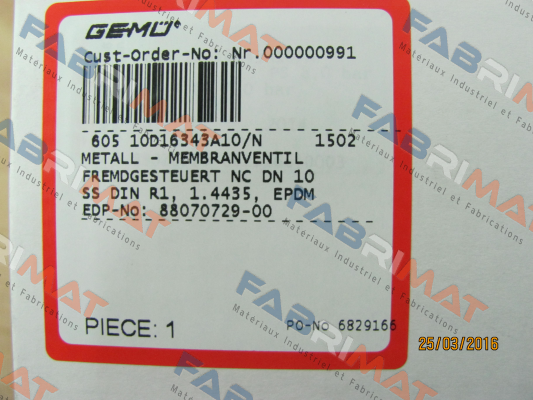 GEMÜ®
Cust-Order-No: Nr.000000991
605 10D16343A10/N 1502
METALL - MEMBRANVENTIL
FREMDGESTEUERT NC DN 10
SS DIN R1, 1.4435, EPDM
EDP-No: 88070729-00
PIECE: 1
PO-No 6829166
25/03/2016
FABRIMAT
Materiaux Industriel et Fabrications